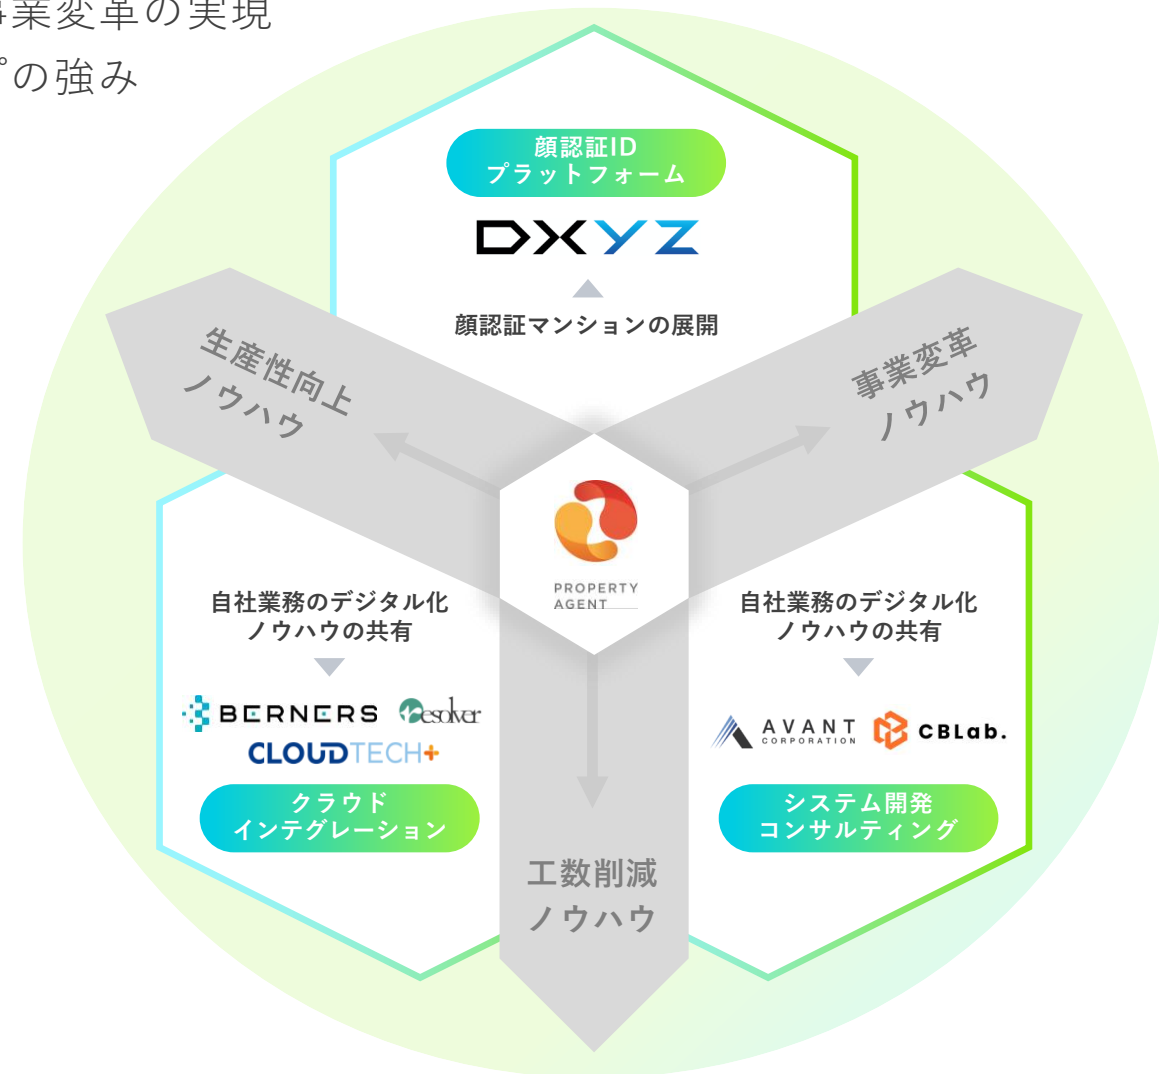 事業変革の実現
プの強み
顔認証ID
プラットフォーム
DXYZ
顔認証マンションの展開
生産性向上
ノウハウ
事業変革
ノウハウ
PROPERTY
AGENT
自社業務のデジタル化
ノウハウの共有
BERNERS
Resolver
CLOUDTECH+
クラウド
インテグレーション
自社業務のデジタル化
ノウハウの共有
AVANT
CORPORATION
CBLab.
システム開発
コンサルティング
工数削減
ノウハウ